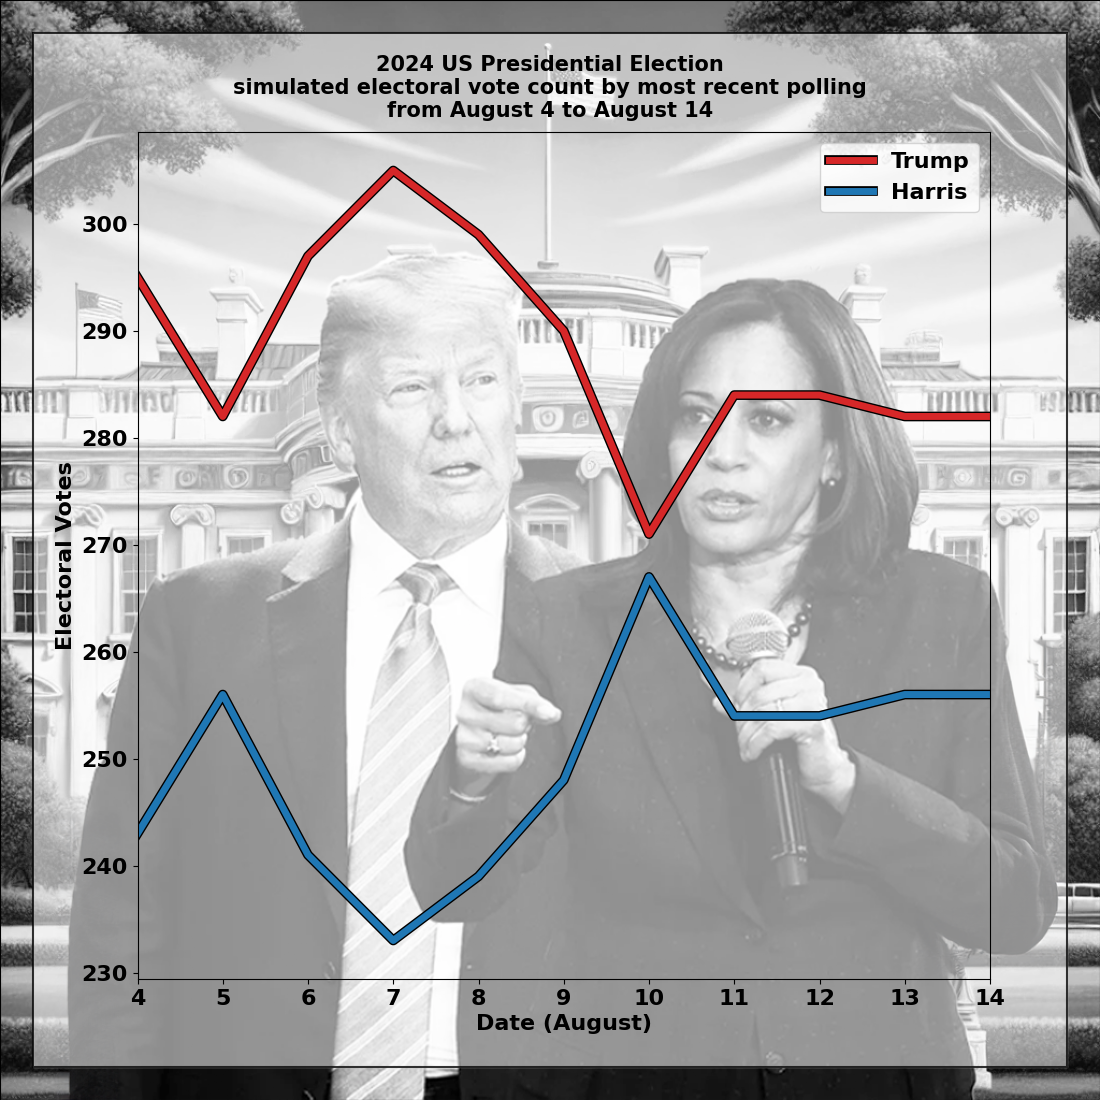 2024 US Presidential Election
simulated electoral vote count by most recent polling
from August 4 to August 14
Trump
Harris
Electoral Votes
300
290
280
270
260
250
240
230
4 5 6 7 8 9 10 11 12 13 14
Date (August)